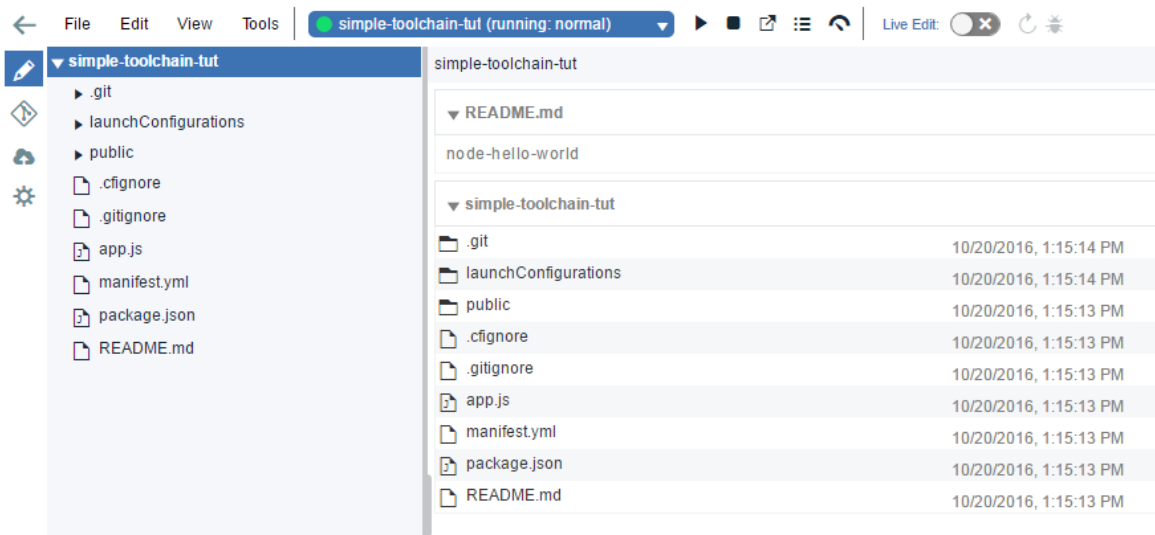 File Edit View Tools simple-toolchain-tut (running: normal) Live Edit:
simple-toolchain-tut
.git
launchConfigurations
public
.cfignore
.gitignore
app.js
manifest.yml
package.json
README.md
simple-toolchain-tut
README.md
node-hello-world
simple-toolchain-tut
.git 10/20/2016, 1:15:14 PM
launchConfigurations 10/20/2016, 1:15:14 PM
public 10/20/2016, 1:15:13 PM
.cfignore 10/20/2016, 1:15:13 PM
.gitignore 10/20/2016, 1:15:13 PM
app.js 10/20/2016, 1:15:13 PM
manifest.yml 10/20/2016, 1:15:13 PM
package.json 10/20/2016, 1:15:13 PM
README.md 10/20/2016, 1:15:13 PM